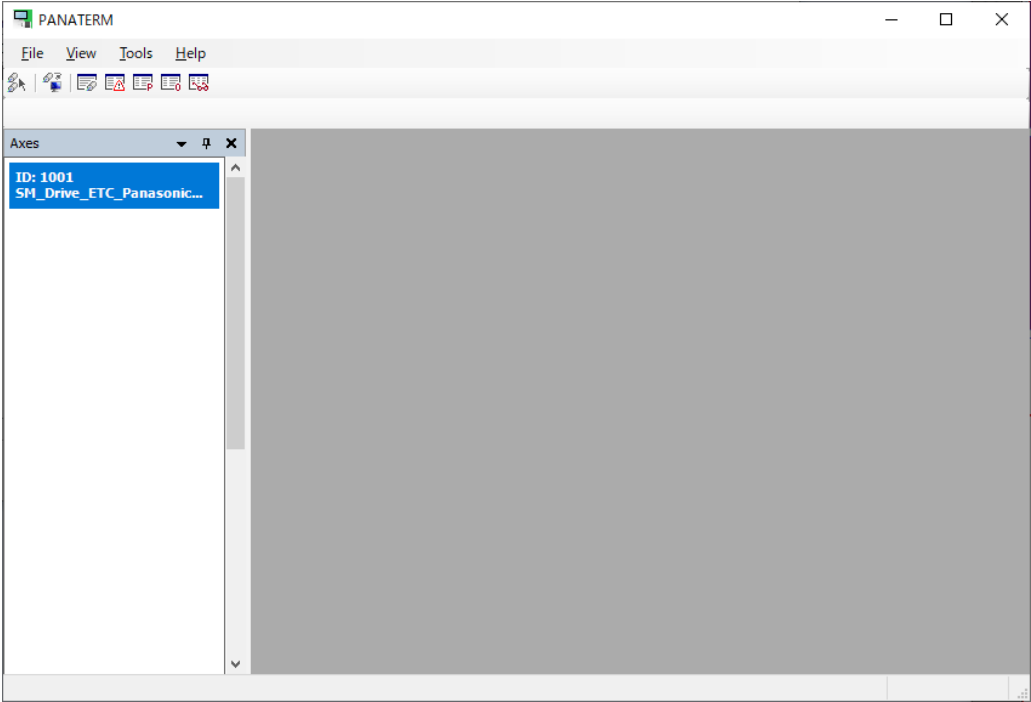 PANATERM
File View Tools Help
Axes
ID: 1001
SM_Drive_ETC_Panasonic...